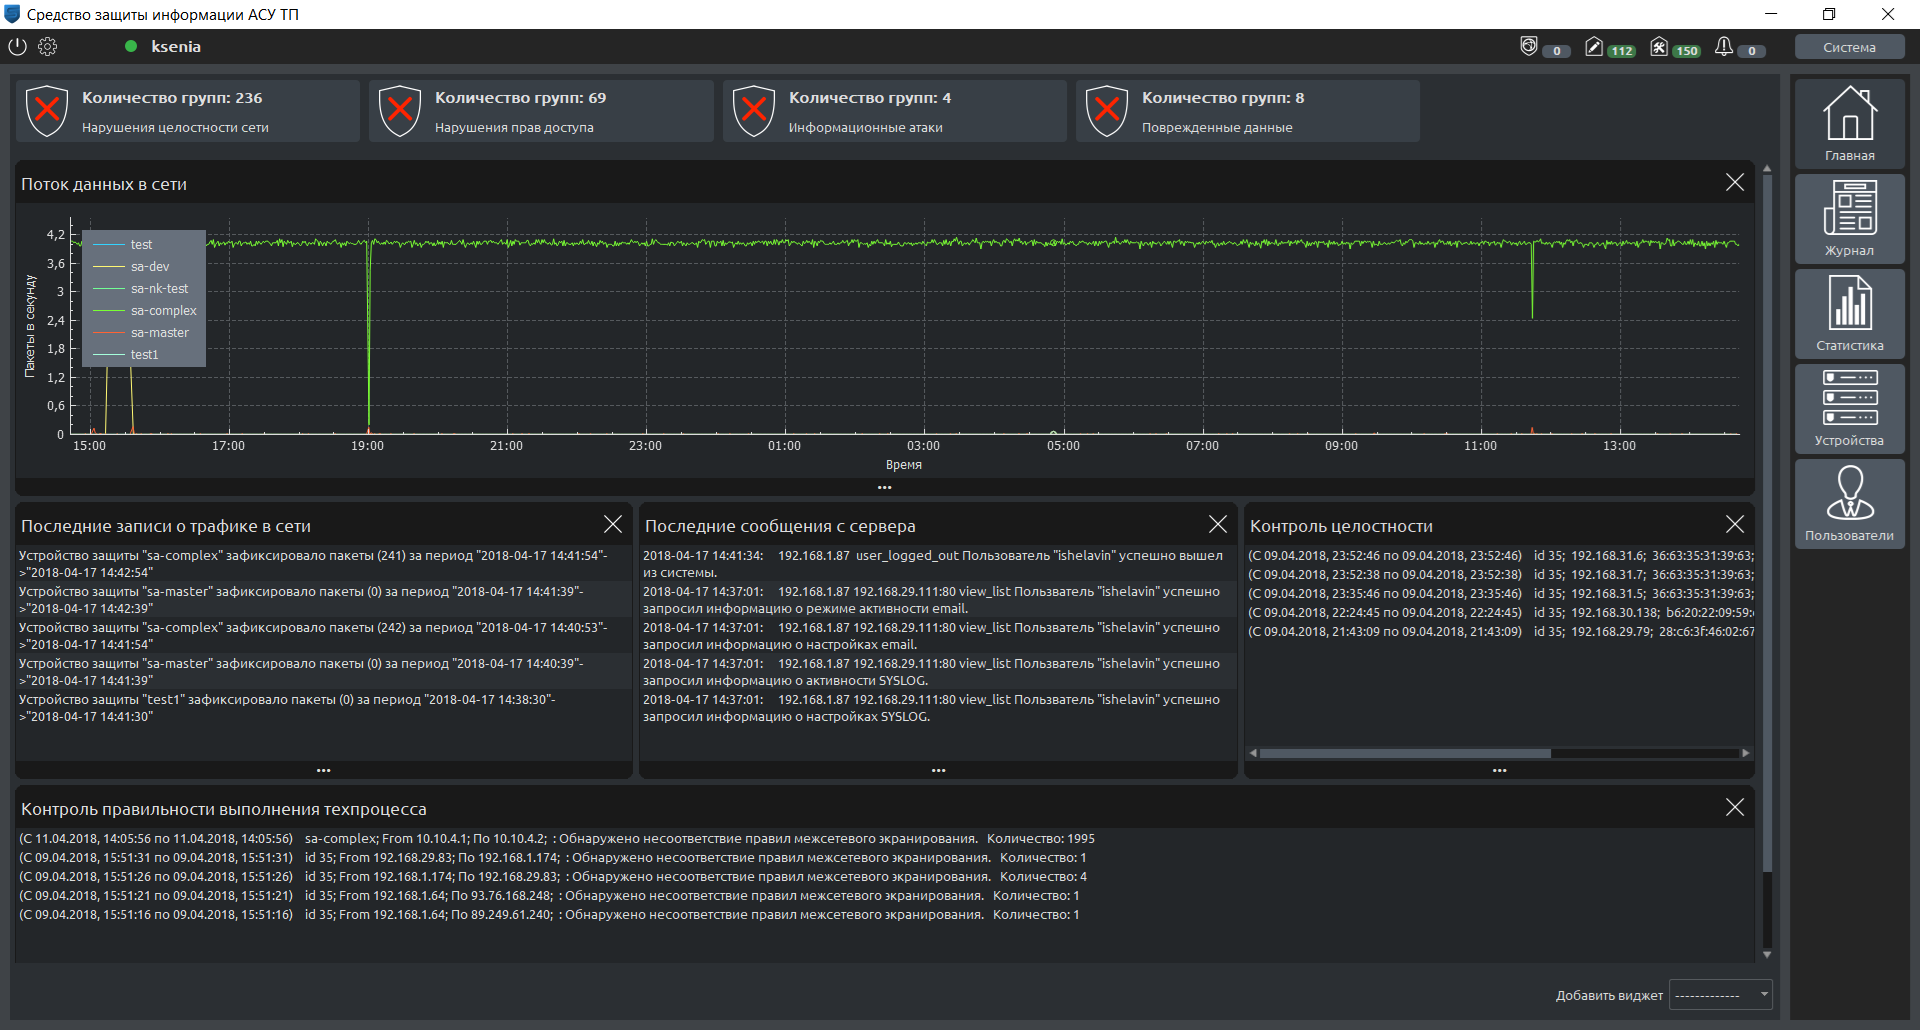 Средство защиты информации АСУ ТП
ksenia
0
112
150
0
Система
Количество групп: 236
Нарушения целостности сети
Количество групп: 69
Нарушения прав доступа
Количество групп: 4
Информационные атаки
Количество групп: 8
Поврежденные данные
Главная
Журнал
Статистика
Устройства
Пользователи
Поток данных в сети
Пакеты в секунду
4,2
3,6
3
2,4
1,8
1,2
0,6
0
test
sa-dev
sa-nk-test
sa-complex
sa-master
test1
15:00 17:00 19:00 21:00 23:00 01:00 03:00 05:00 07:00 09:00 11:00 13:00
Время
Последние записи о трафике в сети
Устройство защиты "sa-complex" зафиксировало пакеты (241) за период "2018-04-17 14:41:54"-
>"2018-04-17 14:42:54"
Устройство защиты "sa-master" зафиксировало пакеты (0) за период "2018-04-17 14:41:39"-
>"2018-04-17 14:42:39"
Устройство защиты "sa-complex" зафиксировало пакеты (242) за период "2018-04-17 14:40:53"-
>"2018-04-17 14:41:54"
Устройство защиты "sa-master" зафиксировало пакеты (0) за период "2018-04-17 14:40:39"-
>"2018-04-17 14:41:39"
Устройство защиты "test1" зафиксировало пакеты (0) за период "2018-04-17 14:38:30"-
>"2018-04-17 14:41:30"
Последние сообщения с сервера
2018-04-17 14:41:34: 192.168.1.87 user_logged_out Пользователь "ishelavin" успешно вышел
из системы.
2018-04-17 14:37:01: 192.168.1.87 192.168.29.111:80 view_list Пользватель "ishelavin" успешно
запросил информацию о режиме активности email.
2018-04-17 14:37:01: 192.168.1.87 192.168.29.111:80 view_list Пользватель "ishelavin" успешно
запросил информацию о настройках email.
2018-04-17 14:37:01: 192.168.1.87 192.168.29.111:80 view_list Пользватель "ishelavin" успешно
запросил информацию о активности SYSLOG.
2018-04-17 14:37:01: 192.168.1.87 192.168.29.111:80 view_list Пользватель "ishelavin" успешно
запросил информацию о настройках SYSLOG.
Контроль целостности
(С 09.04.2018, 23:52:46 по 09.04.2018, 23:52:46) id 35; 192.168.31.6; 36:63:35:31:39:63;
(С 09.04.2018, 23:52:38 по 09.04.2018, 23:52:38) id 35; 192.168.31.7; 36:63:35:31:39:63;
(С 09.04.2018, 23:35:46 по 09.04.2018, 23:35:46) id 35; 192.168.31.5; 36:63:35:31:39:63;
(С 09.04.2018, 22:24:45 по 09.04.2018, 22:24:45) id 35; 192.168.30.138; b6:20:22:09:59:
(С 09.04.2018, 21:43:09 по 09.04.2018, 21:43:09) id 35; 192.168.29.79; 28:c6:3f:46:02:67
Контроль правильности выполнения техпроцесса
(С 11.04.2018, 14:05:56 по 11.04.2018, 14:05:56) sa-complex; From 10.10.4.1; По 10.10.4.2; : Обнаружено несоответствие правил межсетевого экранирования. Количество: 1995
(С 09.04.2018, 15:51:31 по 09.04.2018, 15:51:31) id 35; From 192.168.29.83; По 192.168.1.174; : Обнаружено несоответствие правил межсетевого экранирования. Количество: 1
(С 09.04.2018, 15:51:26 по 09.04.2018, 15:51:26) id 35; From 192.168.1.174; По 192.168.29.83; : Обнаружено несоответствие правил межсетевого экранирования. Количество: 4
(С 09.04.2018, 15:51:21 по 09.04.2018, 15:51:21) id 35; From 192.168.1.64; По 93.76.168.248; : Обнаружено несоответствие правил межсетевого экранирования. Количество: 1
(С 09.04.2018, 15:51:16 по 09.04.2018, 15:51:16) id 35; From 192.168.1.64; По 89.249.61.240; : Обнаружено несоответствие правил межсетевого экранирования. Количество: 1
Добавить виджет -------------